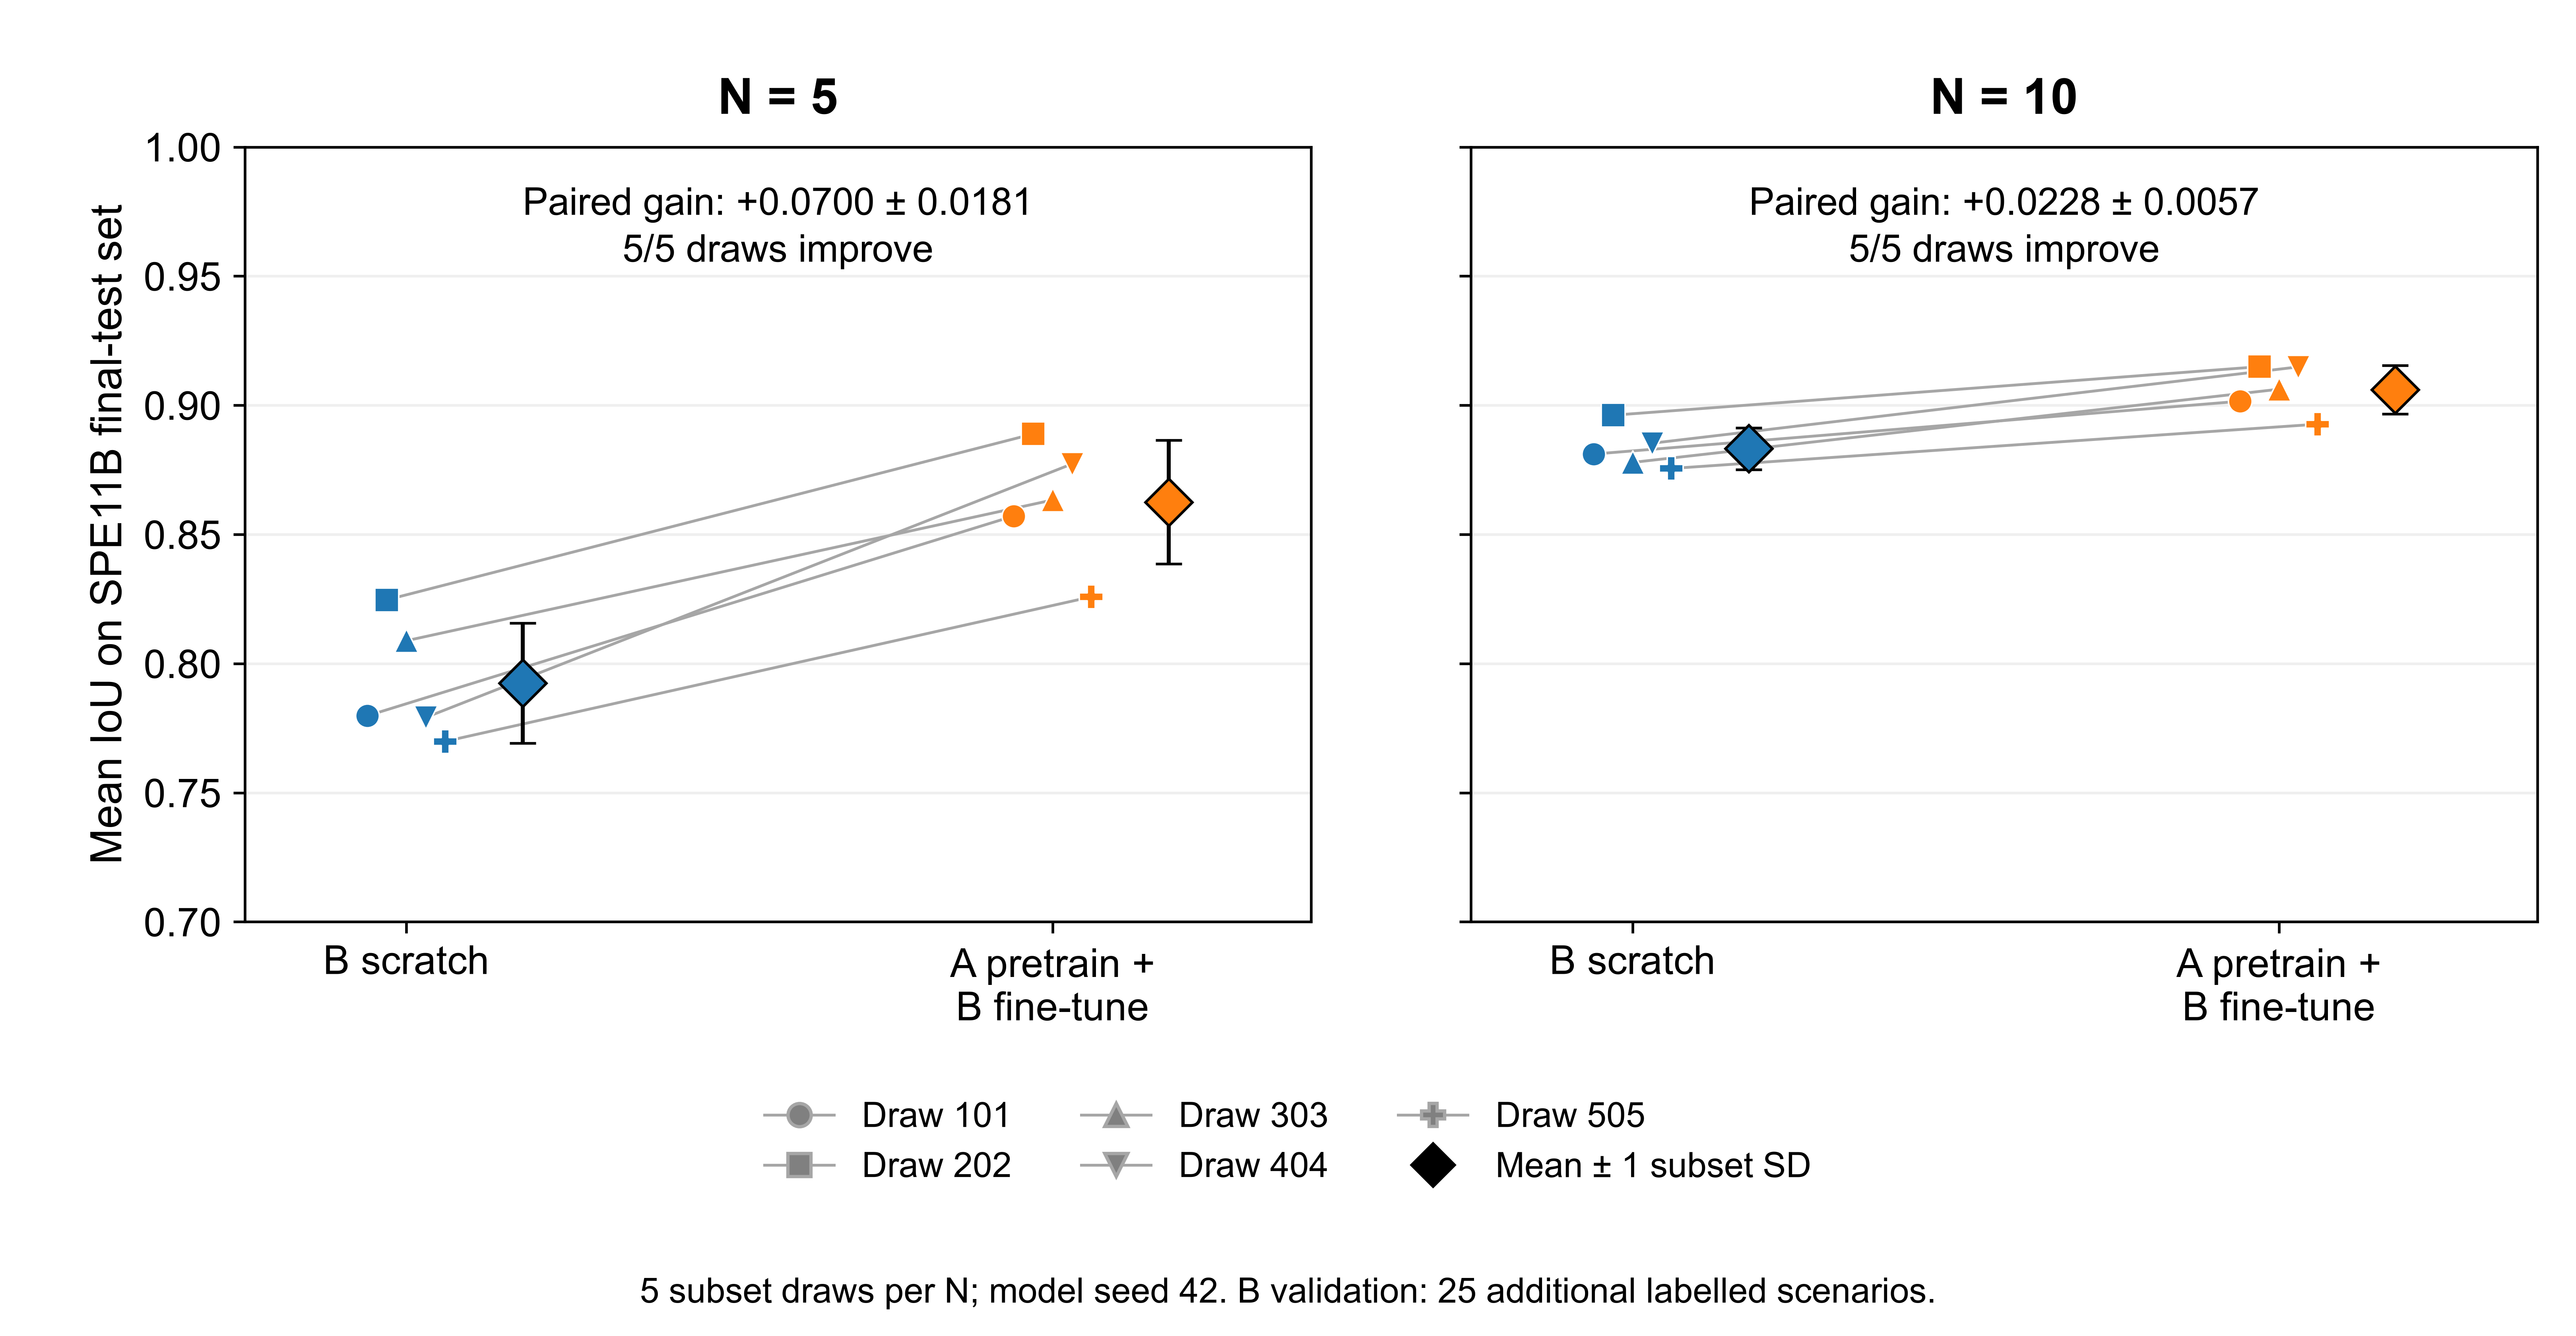 N = 5
Paired gain: +0.0700 ± 0.0181
5/5 draws improve
Mean IoU on SPE11B final-test set
1.00
0.95
0.90
0.85
0.80
0.75
0.70
B scratch
A pretrain +
B fine-tune
N = 10
Paired gain: +0.0228 ± 0.0057
5/5 draws improve
B scratch
A pretrain +
B fine-tune
Draw 101
Draw 202
Draw 303
Draw 404
Draw 505
Mean ± 1 subset SD
5 subset draws per N; model seed 42. B validation: 25 additional labelled scenarios.